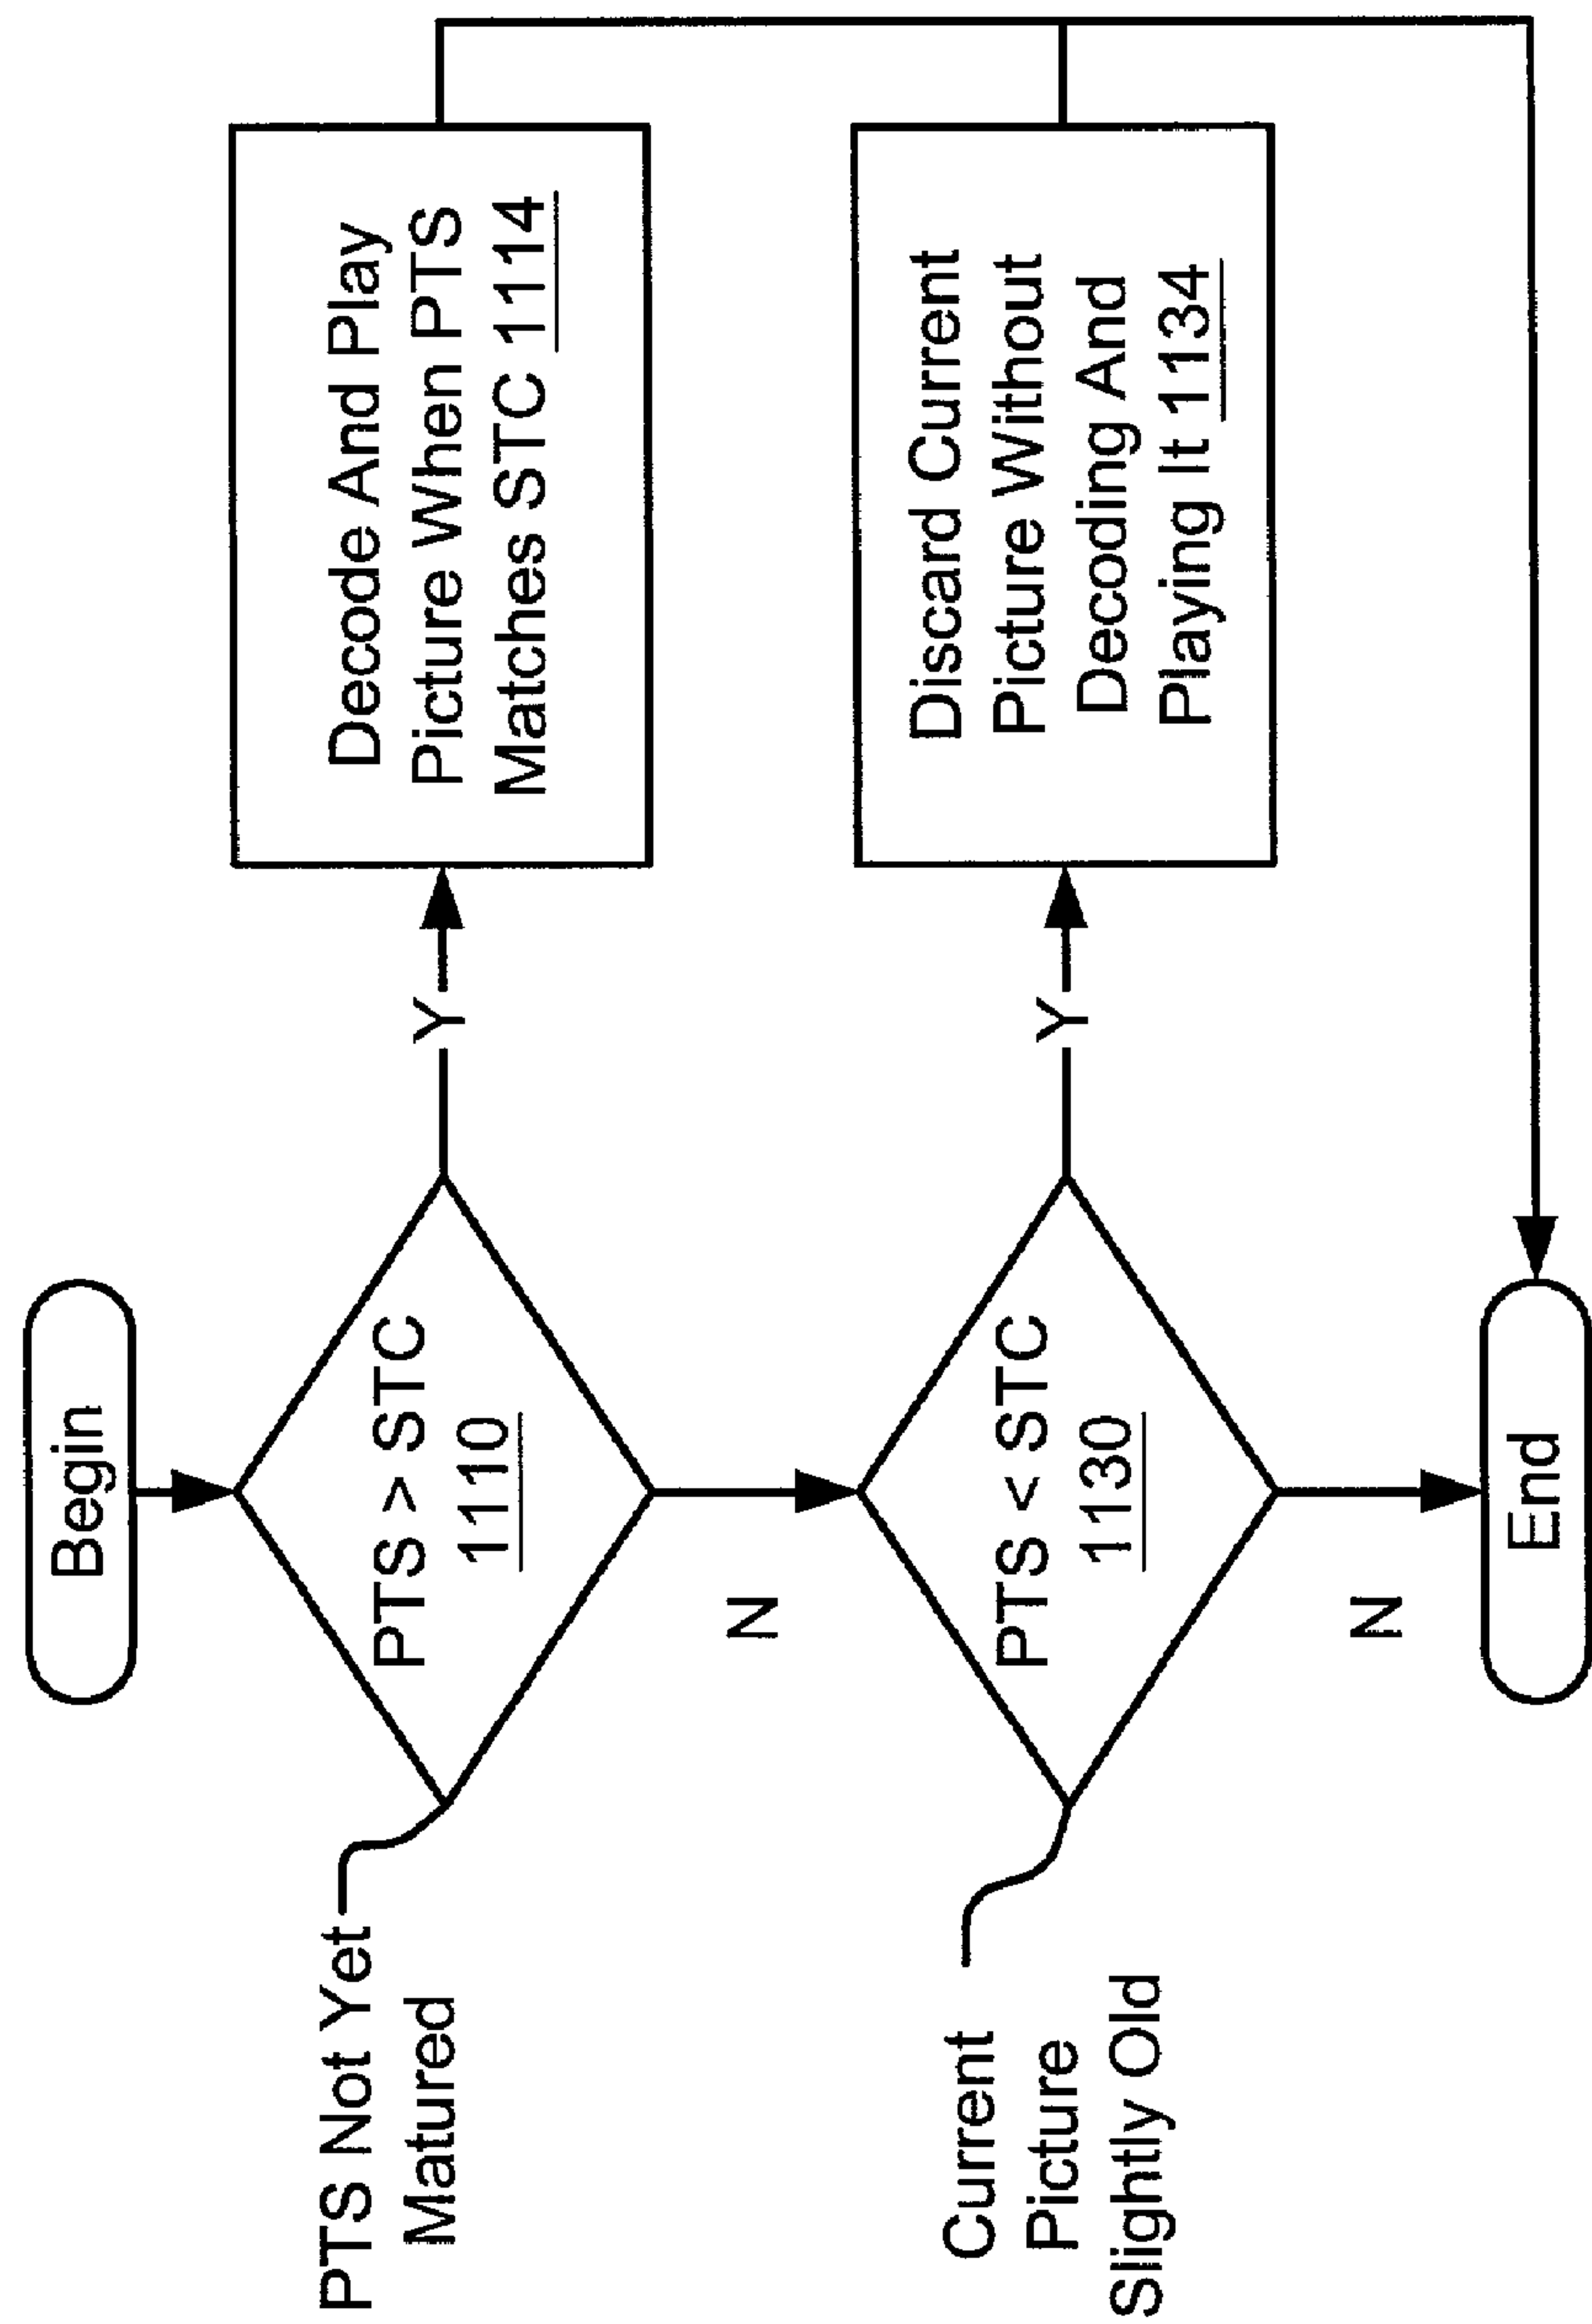 Begin
PTS Not Yet
Matured
PTS > STC
1110
Y
Decode And Play
Picture When PTS
Matches STC 1114
N
Current
Picture
Slightly Old
PTS < STC
1130
Y
Discard Current
Picture Without
Decoding And
Playing It 1134
N
End